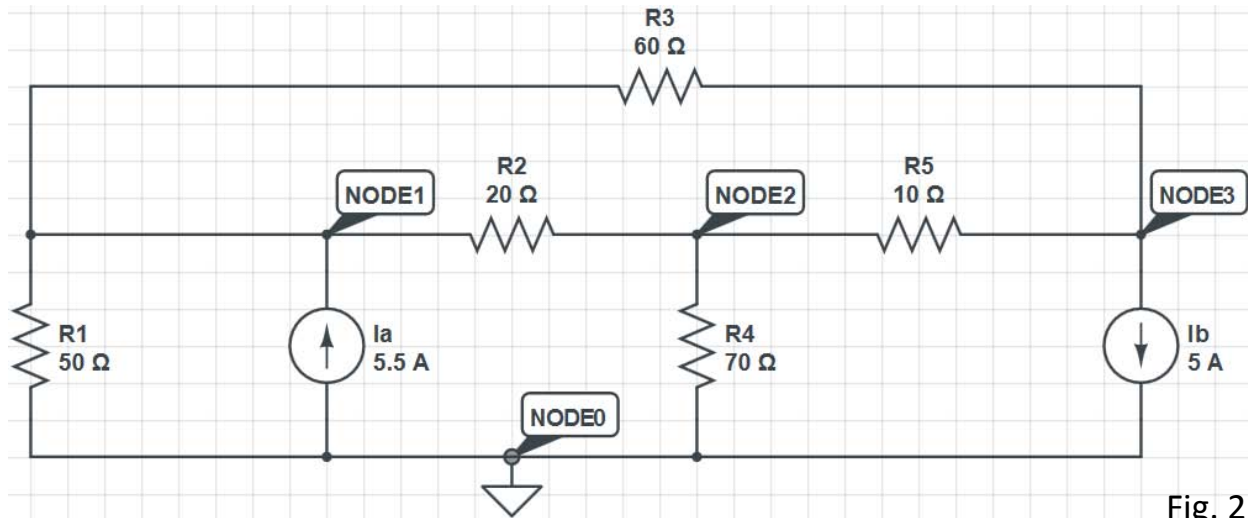 R3
60 Ω
NODE1
R2
20 Ω
NODE2
R5
10 Ω
NODE3
R1
50 Ω
Ia
5.5 A
R4
70 Ω
Ib
5 A
NODE0
Fig. 2